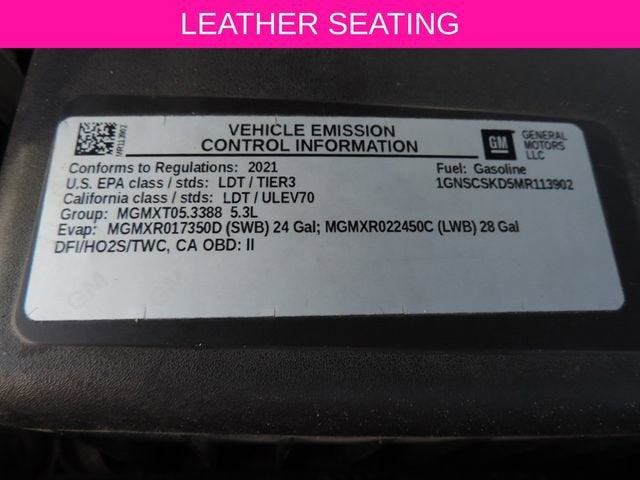 LEATHER SEATING
MR113902
VEHICLE EMISSION
CONTROL INFORMATION
GM
GENERAL
MOTORS
LLC
Conforms to Regulations: 2021
Fuel: Gasoline
U.S. EPA class / stds: LDT / TIER3
1GNSCSKD5MR113902
California class / stds: LDT / ULEV70
Group: MGMXT05.3388 5.3L
Evap: MGMXR017350D (SWB) 24 Gal; MGMXR022450C (LWB) 28 Gal
DFI/HO2S/TWC, CA OBD: II